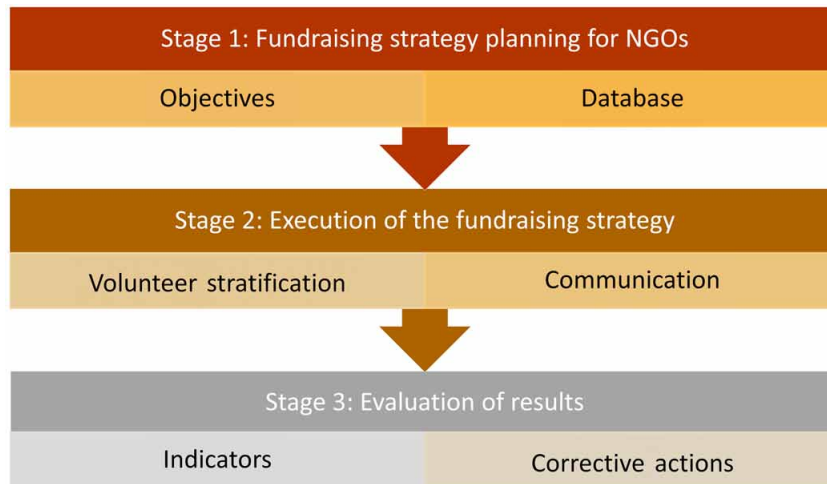 Stage 1: Fundraising strategy planning for NGOs
Objectives
Database
Stage 2: Execution of the fundraising strategy
Volunteer stratification
Communication
Stage 3: Evaluation of results
Indicators
Corrective actions